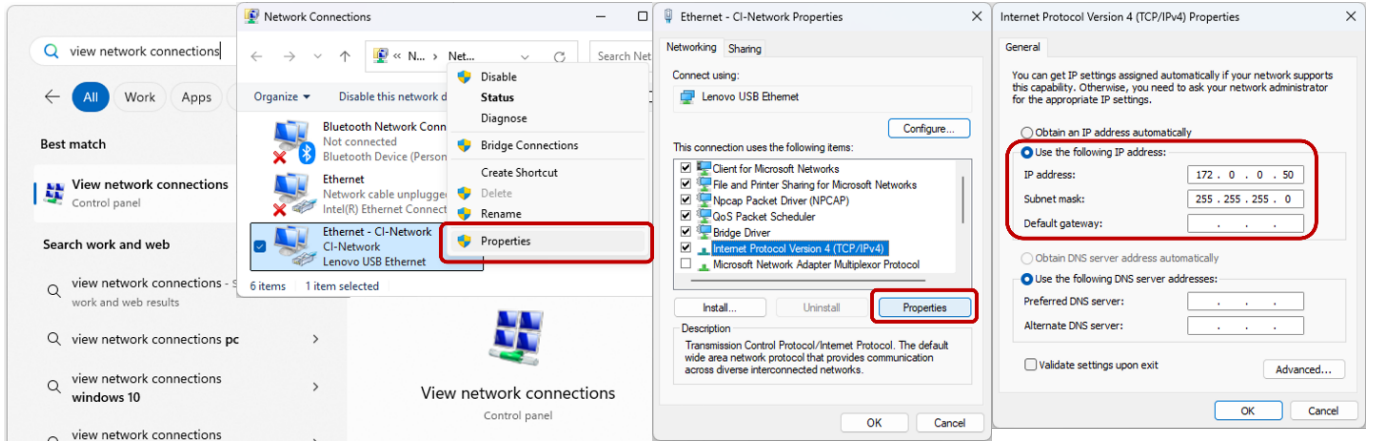 view network connections
All
Work
Apps
Best match
View network connections
Control panel
Search work and web
view network connections - S
work and web results
view network connections pc
view network connections
windows 10
view network connections
View network connections
Control panel
Network Connections
« N... › Net...
Search Net
Organize
Disable this network d
Bluetooth Network Conn
Not connected
Bluetooth Device (Person
Ethernet
Network cable unplugge
Intel(R) Ethernet Connect
Ethernet - CI-Network
CI-Network
Lenovo USB Ethernet
6 items
1 item selected
Disable
Status
Diagnose
Bridge Connections
Create Shortcut
Delete
Rename
Properties
Ethernet - CI-Network Properties
Networking
Sharing
Connect using:
Lenovo USB Ethernet
Configure...
This connection uses the following items:
Client for Microsoft Networks
File and Printer Sharing for Microsoft Networks
Npcap Packet Driver (NPCAP)
QoS Packet Scheduler
Bridge Driver
Internet Protocol Version 4 (TCP/IPv4)
Microsoft Network Adapter Multiplexor Protocol
Install...
Uninstall
Properties
Description
Transmission Control Protocol/Internet Protocol. The default
wide area network protocol that provides communication
across diverse interconnected networks.
OK
Cancel
Internet Protocol Version 4 (TCP/IPv4) Properties
General
You can get IP settings assigned automatically if your network supports
this capability. Otherwise, you need to ask your network administrator
for the appropriate IP settings.
Obtain an IP address automatically
Use the following IP address:
IP address: 172 . 0 . 0 . 50
Subnet mask: 255 . 255 . 255 . 0
Default gateway: . . .
Obtain DNS server address automatically
Use the following DNS server addresses:
Preferred DNS server: . . .
Alternate DNS server: . . .
Validate settings upon exit
Advanced...
OK
Cancel